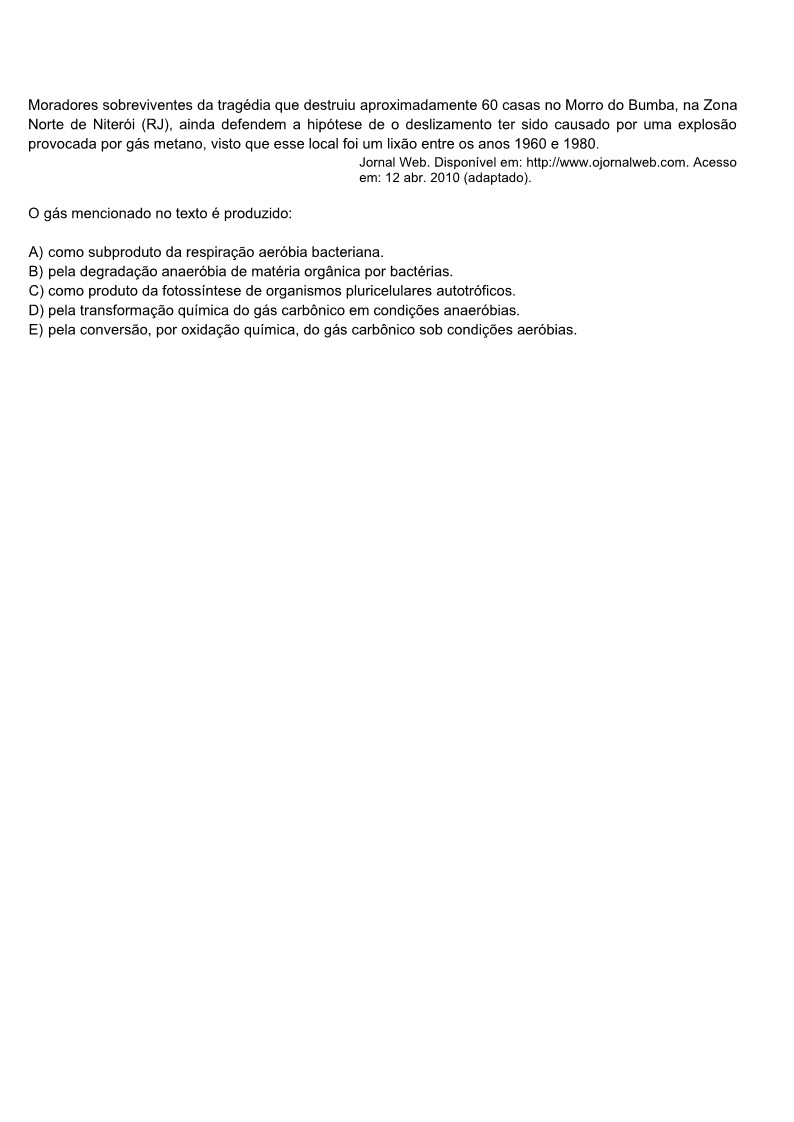 Moradores sobreviventes da tragédia que destruiu aproximadamente 60 casas no Morro do Bumba, na Zona
Norte de Niterói (RJ), ainda defendem a hipótese de o deslizamento ter sido causado por uma explosão
provocada por gás metano, visto que esse local foi um lixão entre os anos 1960 e 1980.
Jornal Web. Disponível em: http://www.ojornalweb.com. Acesso
em: 12 abr. 2010 (adaptado).
O gás mencionado no texto é produzido:
A) como subproduto da respiração aeróbia bacteriana.
B) pela degradação anaeróbia de matéria orgânica por bactérias.
C) como produto da fotossíntese de organismos pluricelulares autotróficos.
D) pela transformação química do gás carbônico em condições anaeróbias.
E) pela conversão, por oxidação química, do gás carbônico sob condições aeróbias.